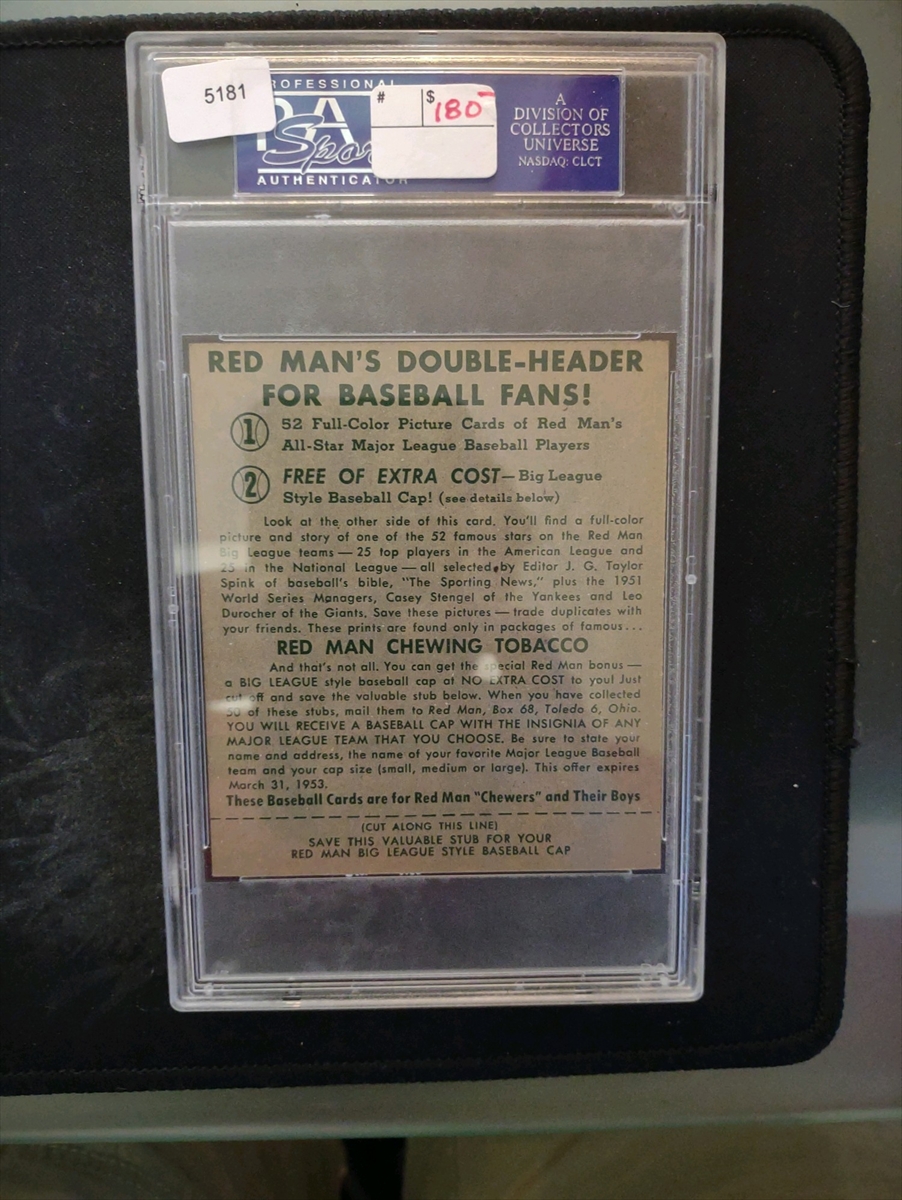 5181
# $ 180
PROFESSIONAL
AUTHENTICATOR
A
DIVISION OF
COLLECTORS
UNIVERSE
NASDAQ: CLCT
RED MAN'S DOUBLE-HEADER
FOR BASEBALL FANS!
1 52 Full-Color Picture Cards of Red Man's
All-Star Major League Baseball Players
2 FREE OF EXTRA COST—Big League
Style Baseball Cap! (see details below)
Look at the other side of this card. You'll find a full-color
picture and story of one of the 52 famous stars on the Red Man
Big League teams — 25 top players in the American League and
25 in the National League — all selected by Editor J. G. Taylor
Spink of baseball's bible, "The Sporting News," plus the 1951
World Series Managers, Casey Stengel of the Yankees and Leo
Durocher of the Giants. Save these pictures — trade duplicates with
your friends. These prints are found only in packages of famous...
RED MAN CHEWING TOBACCO
And that's not all. You can get the special Red Man bonus —
a BIG LEAGUE style baseball cap at NO EXTRA COST to you! Just
cut off and save the valuable stub below. When you have collected
50 of these stubs, mail them to Red Man, Box 68, Toledo 6, Ohio.
YOU WILL RECEIVE A BASEBALL CAP WITH THE INSIGNIA OF ANY
MAJOR LEAGUE TEAM THAT YOU CHOOSE. Be sure to state your
name and address, the name of your favorite Major League Baseball
team and your cap size (small, medium or large). This offer expires
March 31, 1953.
These Baseball Cards are for Red Man "Chewers" and Their Boys
(CUT ALONG THIS LINE)
SAVE THIS VALUABLE STUB FOR YOUR
RED MAN BIG LEAGUE STYLE BASEBALL CAP